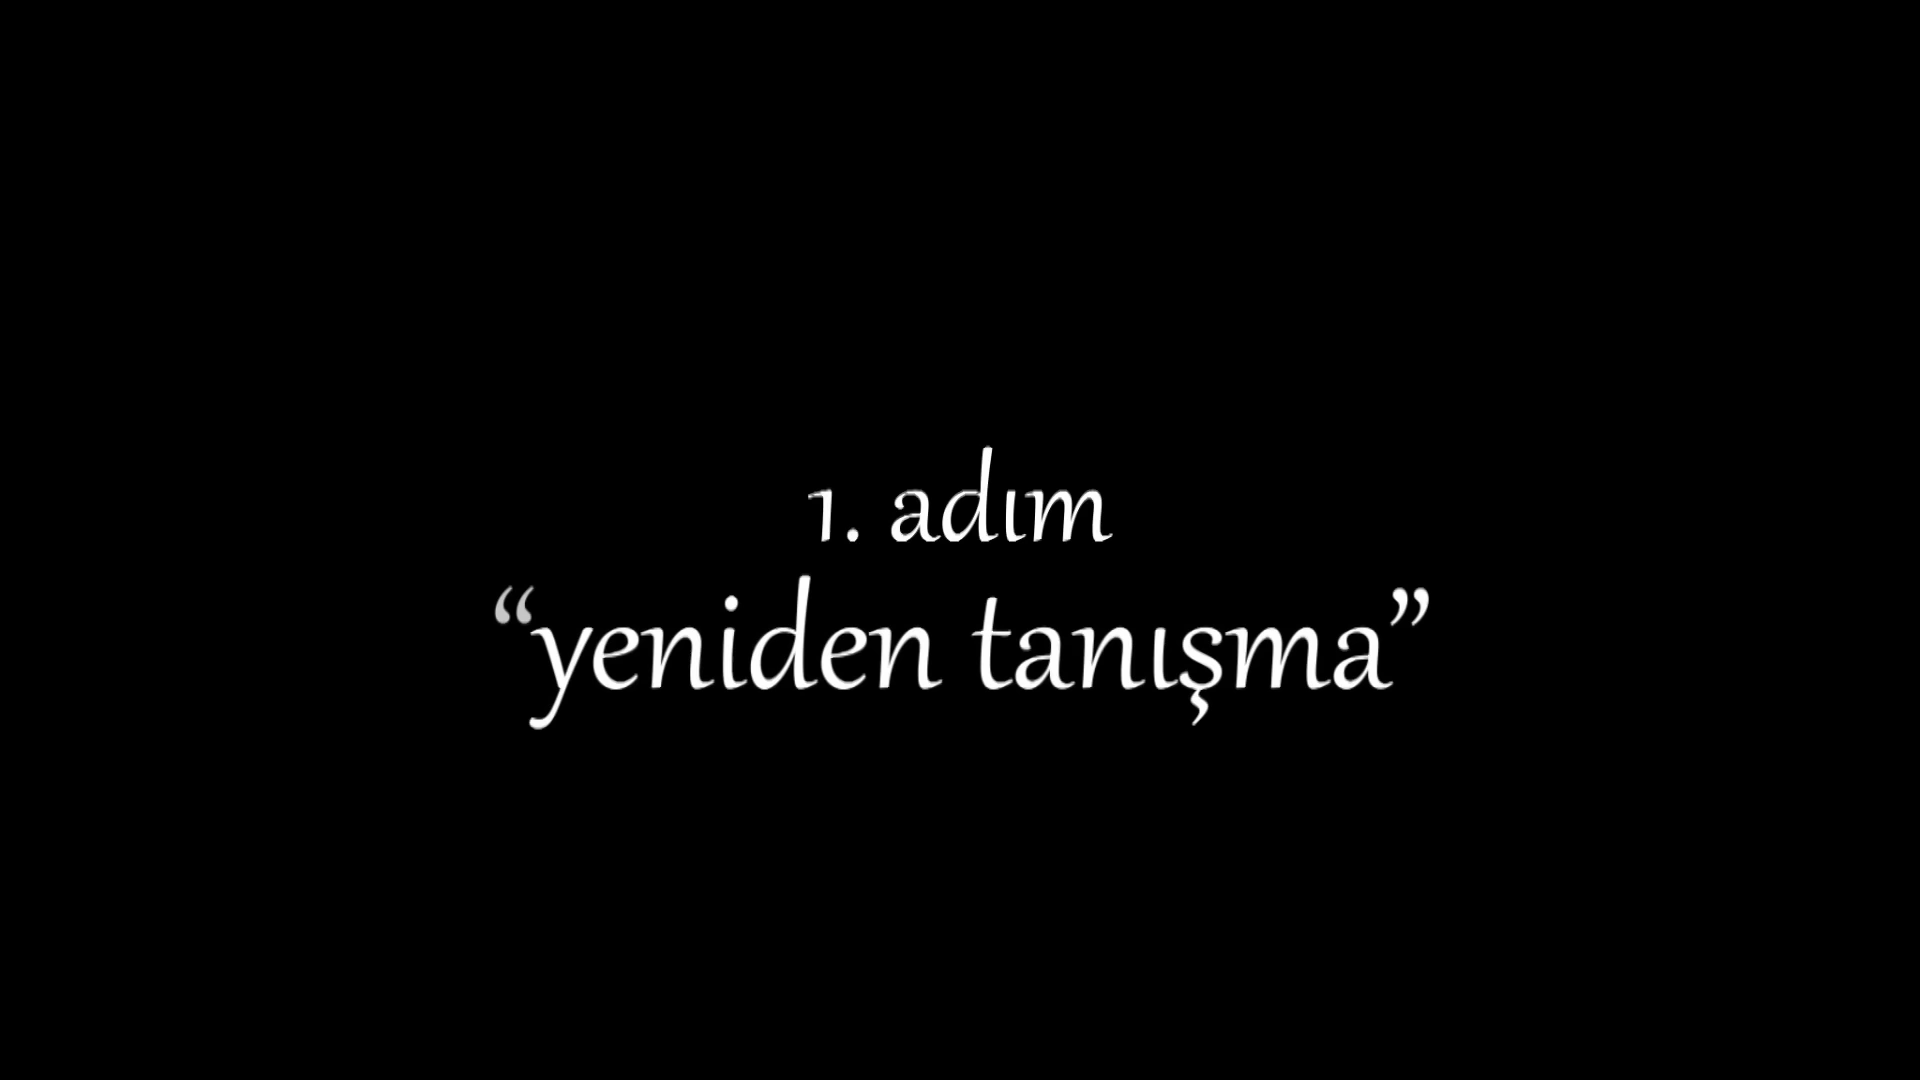 1. adım
“yeniden tanışma”